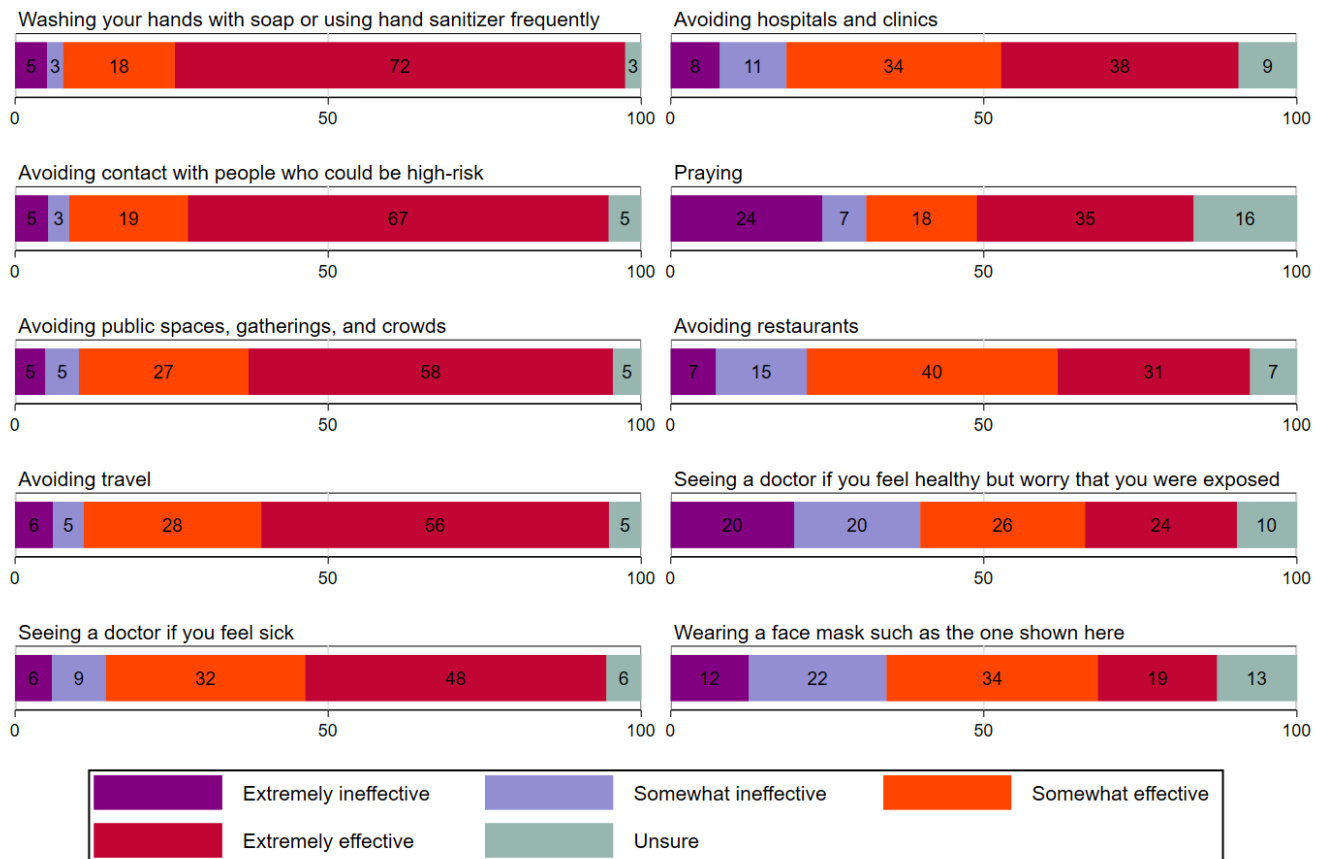 Washing your hands with soap or using hand sanitizer frequently
5 3 18 72 3
0 50 100
Avoiding contact with people who could be high-risk
5 3 19 67 5
0 50 100
Avoiding public spaces, gatherings, and crowds
5 5 27 58 5
0 50 100
Avoiding travel
6 5 28 56 5
0 50 100
Seeing a doctor if you feel sick
6 9 32 48 6
0 50 100
Avoiding hospitals and clinics
8 11 34 38 9
0 50 100
Praying
24 7 18 35 16
0 50 100
Avoiding restaurants
7 15 40 31 7
0 50 100
Seeing a doctor if you feel healthy but worry that you were exposed
20 20 26 24 10
0 50 100
Wearing a face mask such as the one shown here
12 22 34 19 13
0 50 100
Extremely ineffective Somewhat ineffective Somewhat effective
Extremely effective Unsure